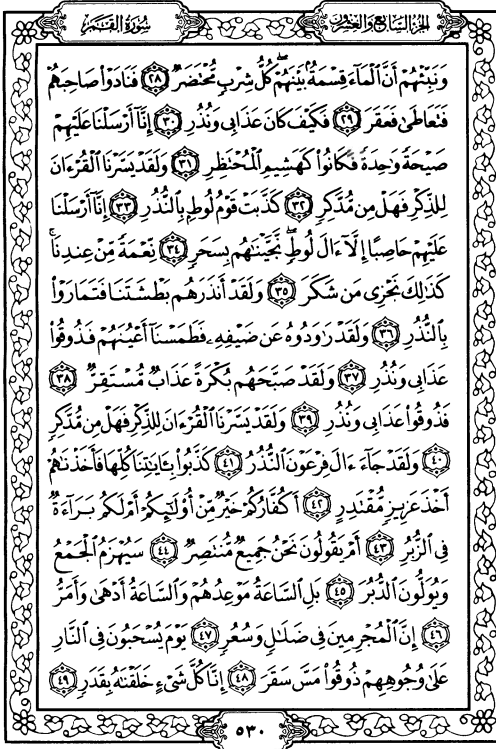 الجزء السابع والعشرون
سورة القمر
وَنَبِّئْهُمْ أَنَّ ٱلْمَآءَ قِسْمَةٌۢ بَيْنَهُمْ ۖ كُلُّ شِرْبٍ مُّحْتَضَرٌ ٢٨ فَنَادَوْا۟ صَاحِبَهُمْ
فَتَعَاطَىٰ فَعَقَرَ ٢٩ فَكَيْفَ كَانَ عَذَابِى وَنُذُرِ ٣٠ إِنَّآ أَرْسَلْنَا عَلَيْهِمْ
صَيْحَةً وَٰحِدَةً فَكَانُوا۟ كَهَشِيمِ ٱلْمُحْتَظِرِ ٣١ وَلَقَدْ يَسَّرْنَا ٱلْقُرْءَانَ
لِلذِّكْرِ فَهَلْ مِن مُّدَّكِرٍ ٣٢ كَذَّبَتْ قَوْمُ لُوطٍۭ بِٱلنُّذُرِ ٣٣ إِنَّآ أَرْسَلْنَا
عَلَيْهِمْ حَاصِبًا إِلَّآ ءَالَ لُوطٍ ۖ نَّجَّيْنَٰهُم بِسَحَرٍ ٣٤ نِّعْمَةً مِّنْ عِندِنَا ۚ
كَذَٰلِكَ نَجْزِى مَن شَكَرَ ٣٥ وَلَقَدْ أَنذَرَهُم بَطْشَتَنَا فَتَمَارَوْا۟
بِٱلنُّذُرِ ٣٦ وَلَقَدْ رَٰوَدُوهُ عَن ضَيْفِهِۦ فَطَمَسْنَآ أَعْيُنَهُمْ فَذُوقُوا۟
عَذَابِى وَنُذُرِ ٣٧ وَلَقَدْ صَبَّحَهُم بُكْرَةً عَذَابٌ مُّسْتَقِرٌّ ٣٨
فَذُوقُوا۟ عَذَابِى وَنُذُرِ ٣٩ وَلَقَدْ يَسَّرْنَا ٱلْقُرْءَانَ لِلذِّكْرِ فَهَلْ مِن مُّدَّكِرٍ
٤٠ وَلَقَدْ جَآءَ ءَالَ فِرْعَوْنَ ٱلنُّذُرُ ٤١ كَذَّبُوا۟ بِـَٔايَٰتِنَا كُلِّهَا فَأَخَذْنَٰهُمْ
أَخْذَ عَزِيزٍ مُّقْتَدِرٍ ٤٢ أَكُفَّارُكُمْ خَيْرٌ مِّنْ أُو۟لَٰٓئِكُمْ أَمْ لَكُم بَرَآءَةٌ
فِى ٱلزُّبُرِ ٤٣ أَمْ يَقُولُونَ نَحْنُ جَمِيعٌ مُّنتَصِرٌ ٤٤ سَيُهْزَمُ ٱلْجَمْعُ
وَيُوَلُّونَ ٱلدُّبُرَ ٤٥ بَلِ ٱلسَّاعَةُ مَوْعِدُهُمْ وَٱلسَّاعَةُ أَدْهَىٰ وَأَمَرُّ
٤٦ إِنَّ ٱلْمُجْرِمِينَ فِى ضَلَٰلٍ وَسُعُرٍ ٤٧ يَوْمَ يُسْحَبُونَ فِى ٱلنَّارِ
عَلَىٰ وُجُوهِهِمْ ذُوقُوا۟ مَسَّ سَقَرَ ٤٨ إِنَّا كُلَّ شَىْءٍ خَلَقْنَٰهُ بِقَدَرٍ ٤٩
٥٣٠